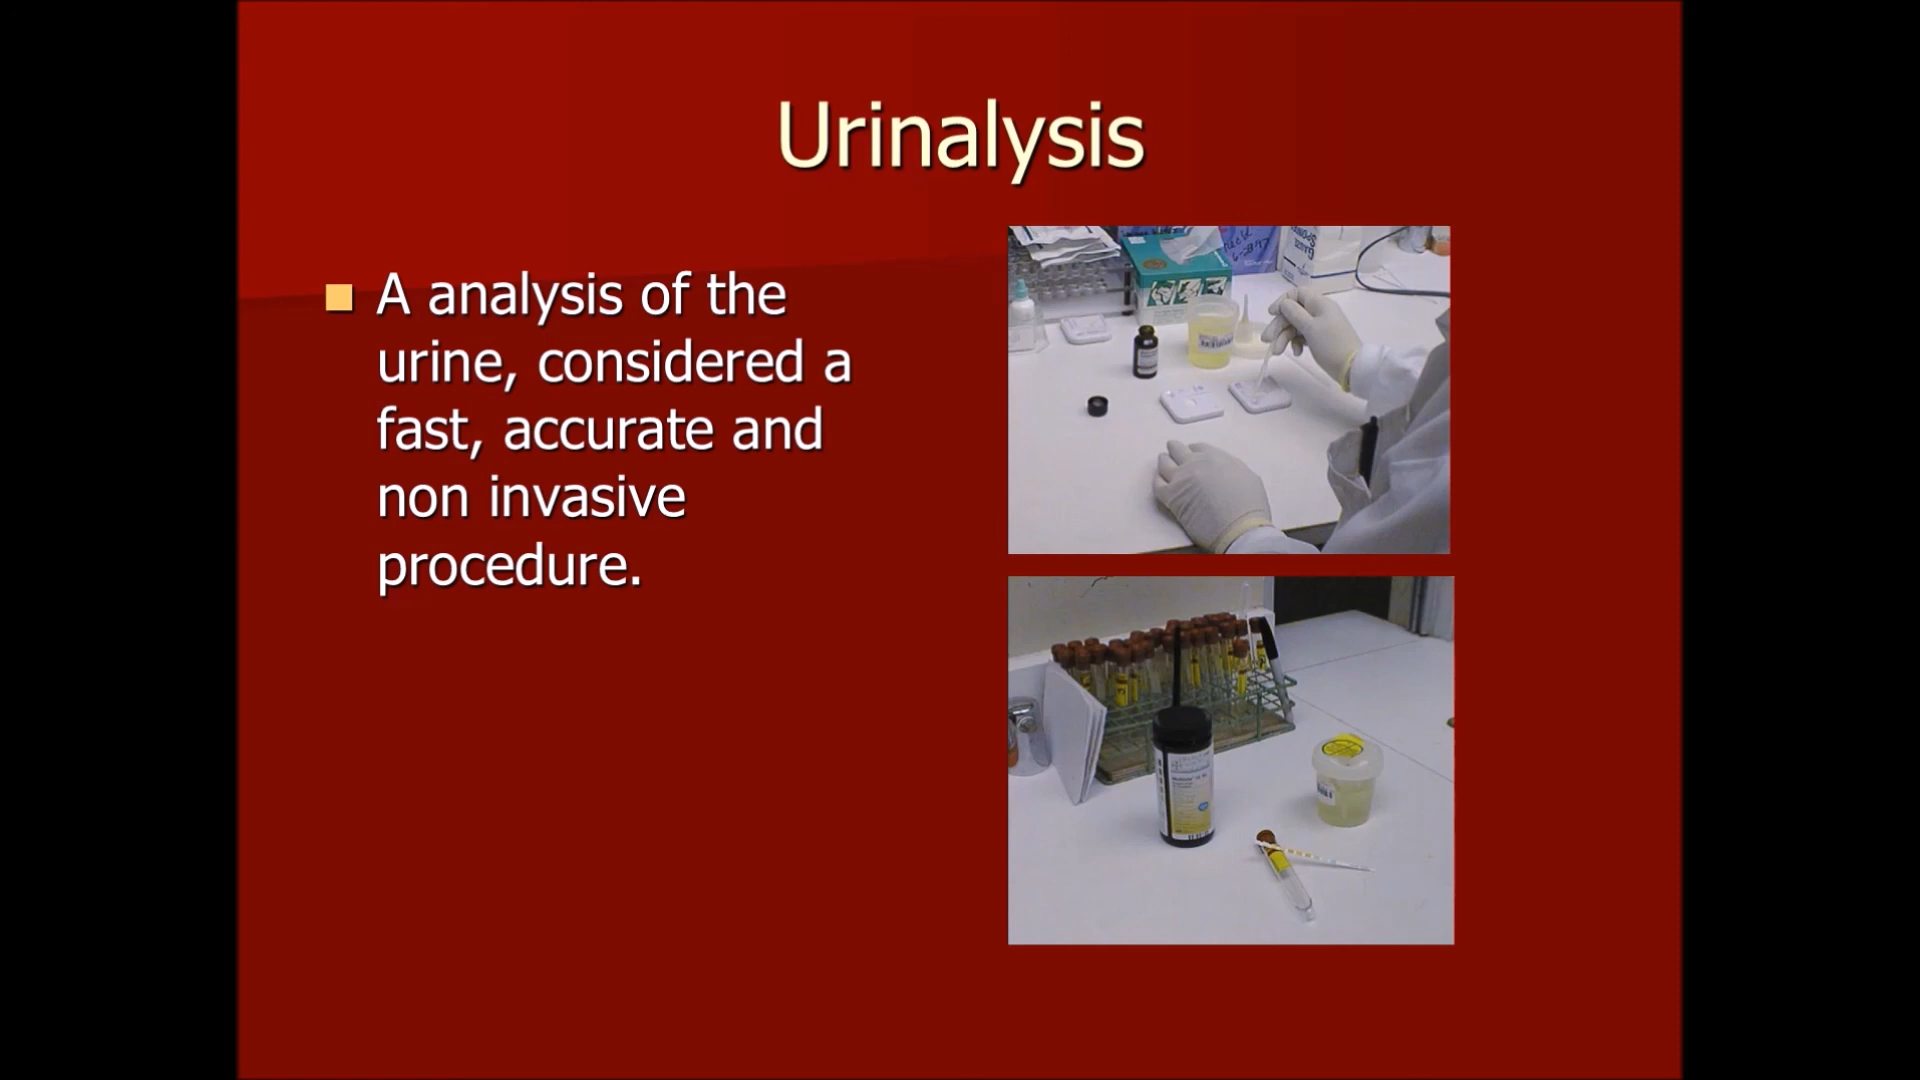 Urinalysis
A analysis of the
urine, considered a
fast, accurate and
non invasive
procedure.